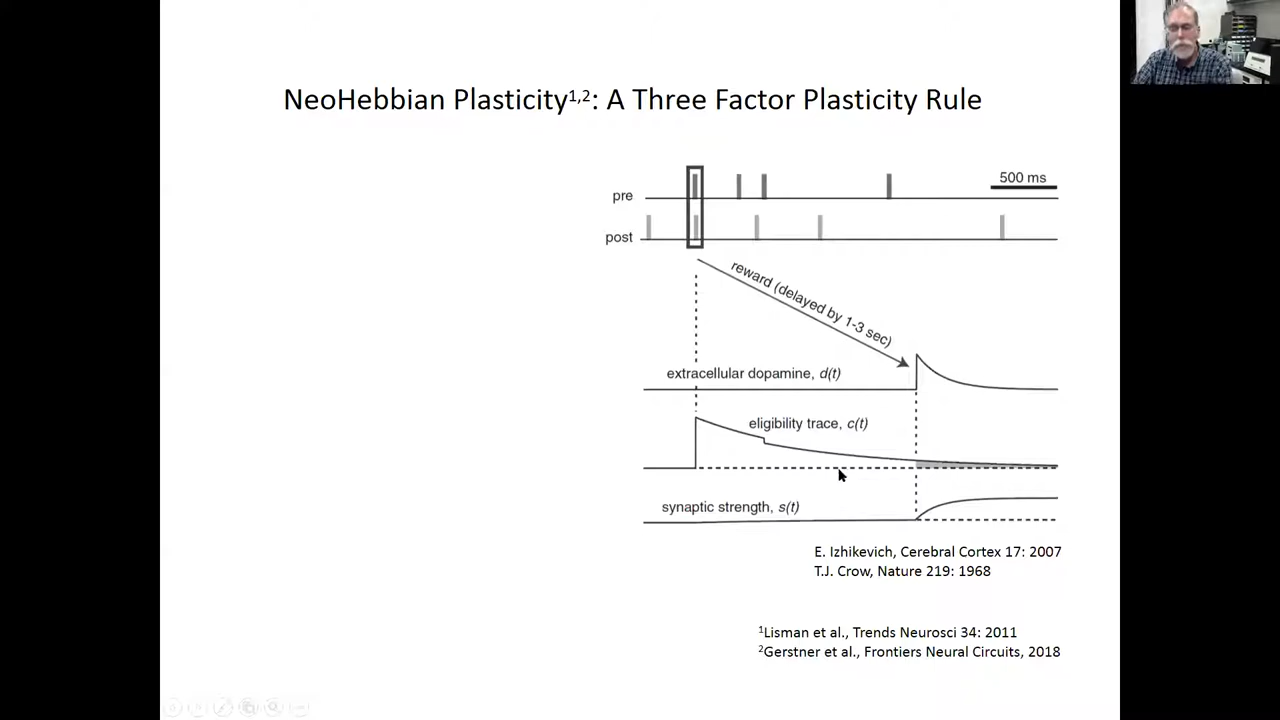 NeoHebbian Plasticity1,2: A Three Factor Plasticity Rule
500 ms
pre
post
reward (delayed by 1-3 sec)
extracellular dopamine, d(t)
eligibility trace, c(t)
synaptic strength, s(t)
E. Izhikevich, Cerebral Cortex 17: 2007
T.J. Crow, Nature 219: 1968
1Lisman et al., Trends Neurosci 34: 2011
2Gerstner et al., Frontiers Neural Circuits, 2018